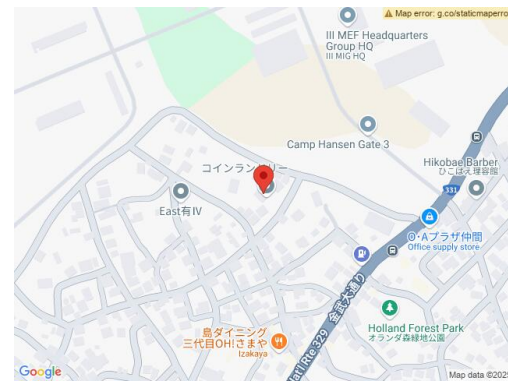 Map error: g.co/staticmaperro
III MEF Headquarters
Group HQ
III MIG HQ
Camp Hansen Gate 3
コインランドリー
Hikobae Barber
ひこばえ理容館
331
East有IV
O·Aプラザ仲間
Office supply store
金武大通り
Nat'l Rte 329
島ダイニング
三代目OH!さまや
Izakaya
Holland Forest Park
オランダ森緑地公園
Google
Map data ©2025